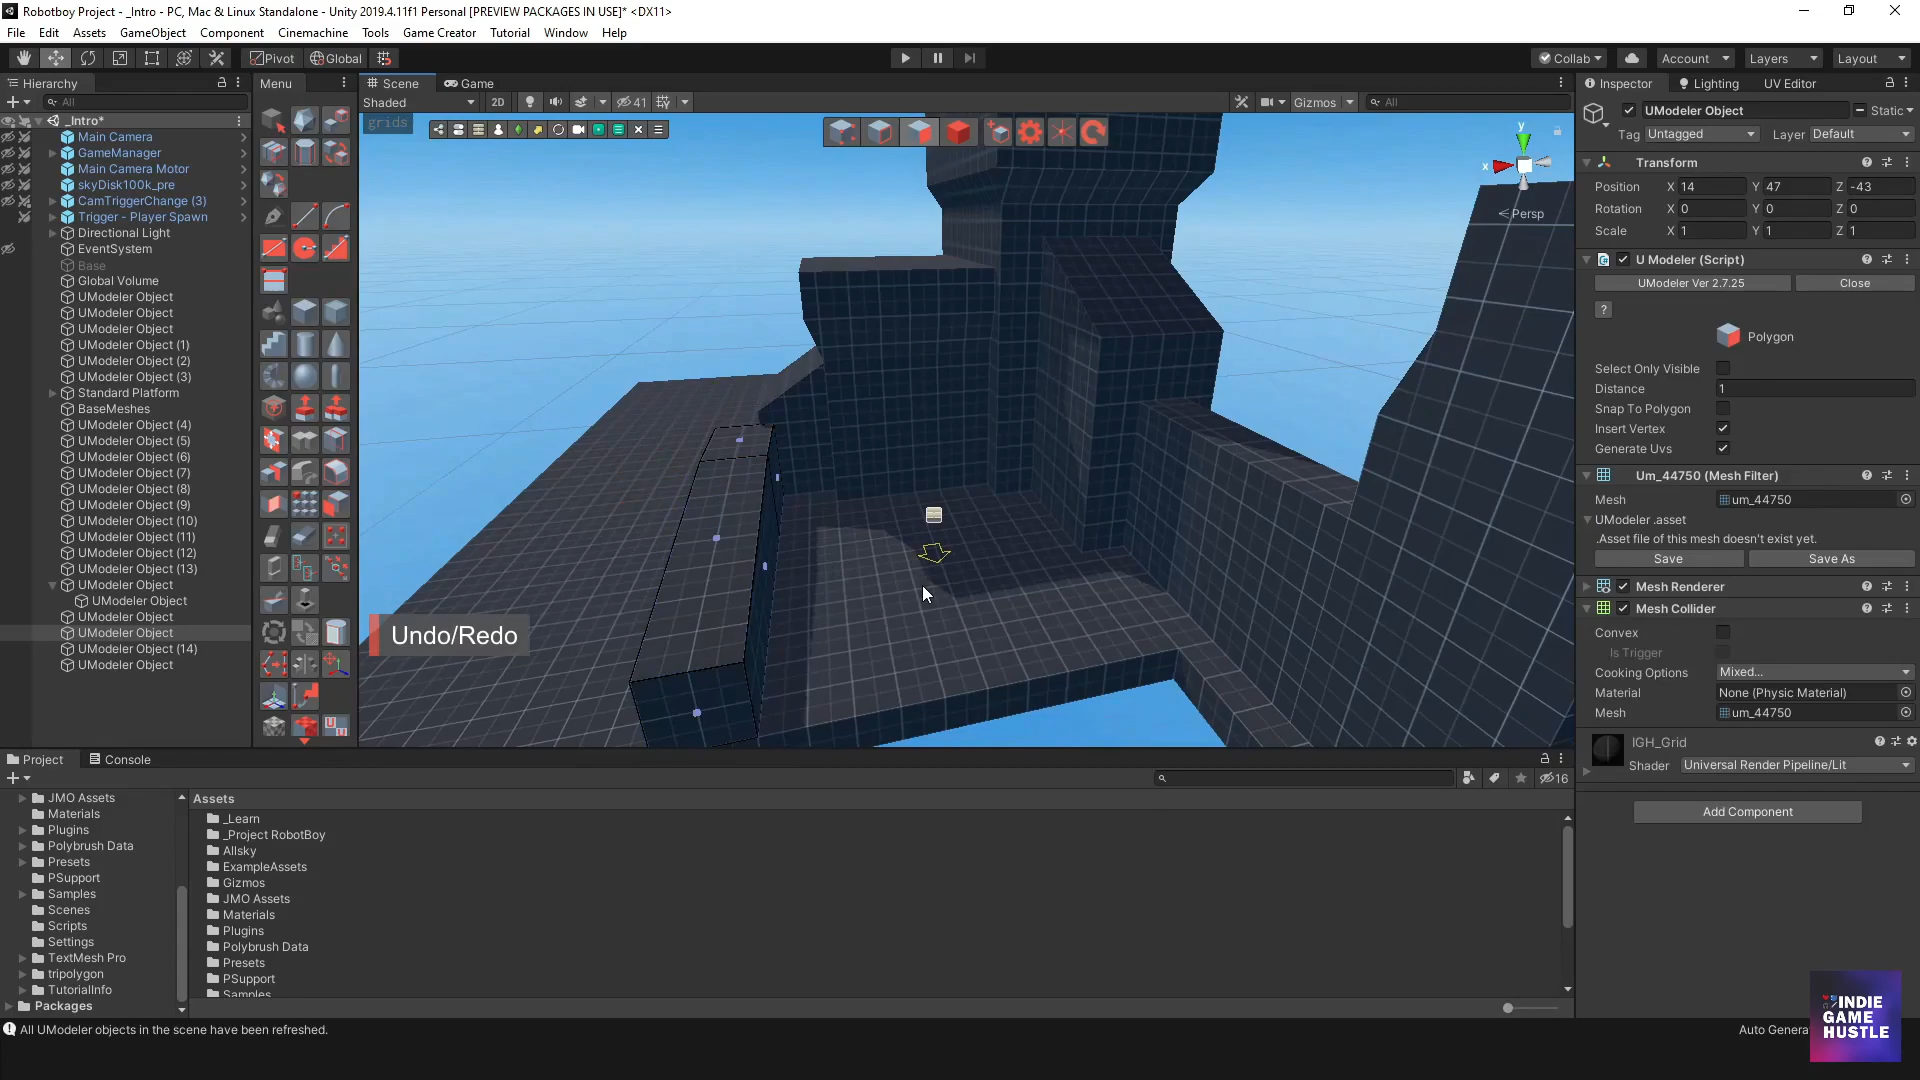 Robotboy Project - _Intro - PC, Mac & Linux Standalone - Unity 2019.4.11f1 Personal [PREVIEW PACKAGES IN USE]* <DX11>
File Edit Assets GameObject Component Cinemachine Tools Game Creator Tutorial Window Help
Pivot Global Collab Account Layers Layout
Hierarchy
All
_Intro*
Main Camera
GameManager
Main Camera Motor
skyDisk100k_pre
CamTriggerChange (3)
Trigger - Player Spawn
Directional Light
EventSystem
Base
Global Volume
UModeler Object
UModeler Object
UModeler Object
UModeler Object (1)
UModeler Object (2)
UModeler Object (3)
Standard Platform
BaseMeshes
UModeler Object (4)
UModeler Object (5)
UModeler Object (6)
UModeler Object (7)
UModeler Object (8)
UModeler Object (9)
UModeler Object (10)
UModeler Object (11)
UModeler Object (12)
UModeler Object (13)
UModeler Object
UModeler Object
UModeler Object
UModeler Object
UModeler Object (14)
UModeler Object
Menu
Scene Game
Shaded 2D 41 Gizmos All
grids
y
x
Persp
Undo/Redo
Inspector Lighting UV Editor
UModeler Object Static
Tag Untagged Layer Default
Transform
Position X 14 Y 47 Z -43
Rotation X 0 Y 0 Z 0
Scale X 1 Y 1 Z 1
U Modeler (Script)
UModeler Ver 2.7.25 Close
?
Polygon
Select Only Visible
Distance 1
Snap To Polygon
Insert Vertex
Generate Uvs
Um_44750 (Mesh Filter)
Mesh um_44750
UModeler .asset
.Asset file of this mesh doesn't exist yet.
Save Save As
Mesh Renderer
Mesh Collider
Convex
Is Trigger
Cooking Options Mixed...
Material None (Physic Material)
Mesh um_44750
IGH_Grid
Shader Universal Render Pipeline/Lit
Add Component
Project Console
16
JMO Assets
Materials
Plugins
Polybrush Data
Presets
PSupport
Samples
Scenes
Scripts
Settings
TextMesh Pro
tripolygon
TutorialInfo
Packages
Assets
_Learn
_Project RobotBoy
Allsky
ExampleAssets
Gizmos
JMO Assets
Materials
Plugins
Polybrush Data
Presets
PSupport
Samples
All UModeler objects in the scene have been refreshed.
Auto Genera
INDIE
GAME
HUSTLE